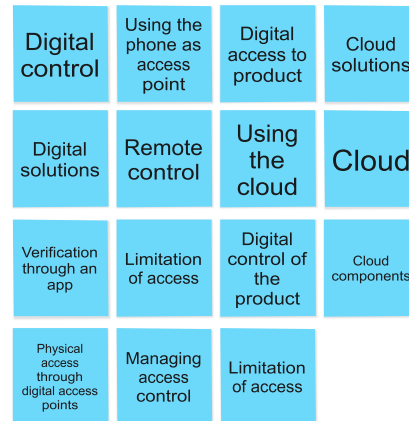 Digital
control
Using the
phone as
access
point
Digital
access to
product
Cloud
solutions
Digital
solutions
Remote
control
Using
the
cloud
Cloud
Verification
through an
app
Limitation
of access
Digital
control of
the
product
Cloud
components
Physical
access
through
digital access
points
Managing
access
control
Limitation
of access